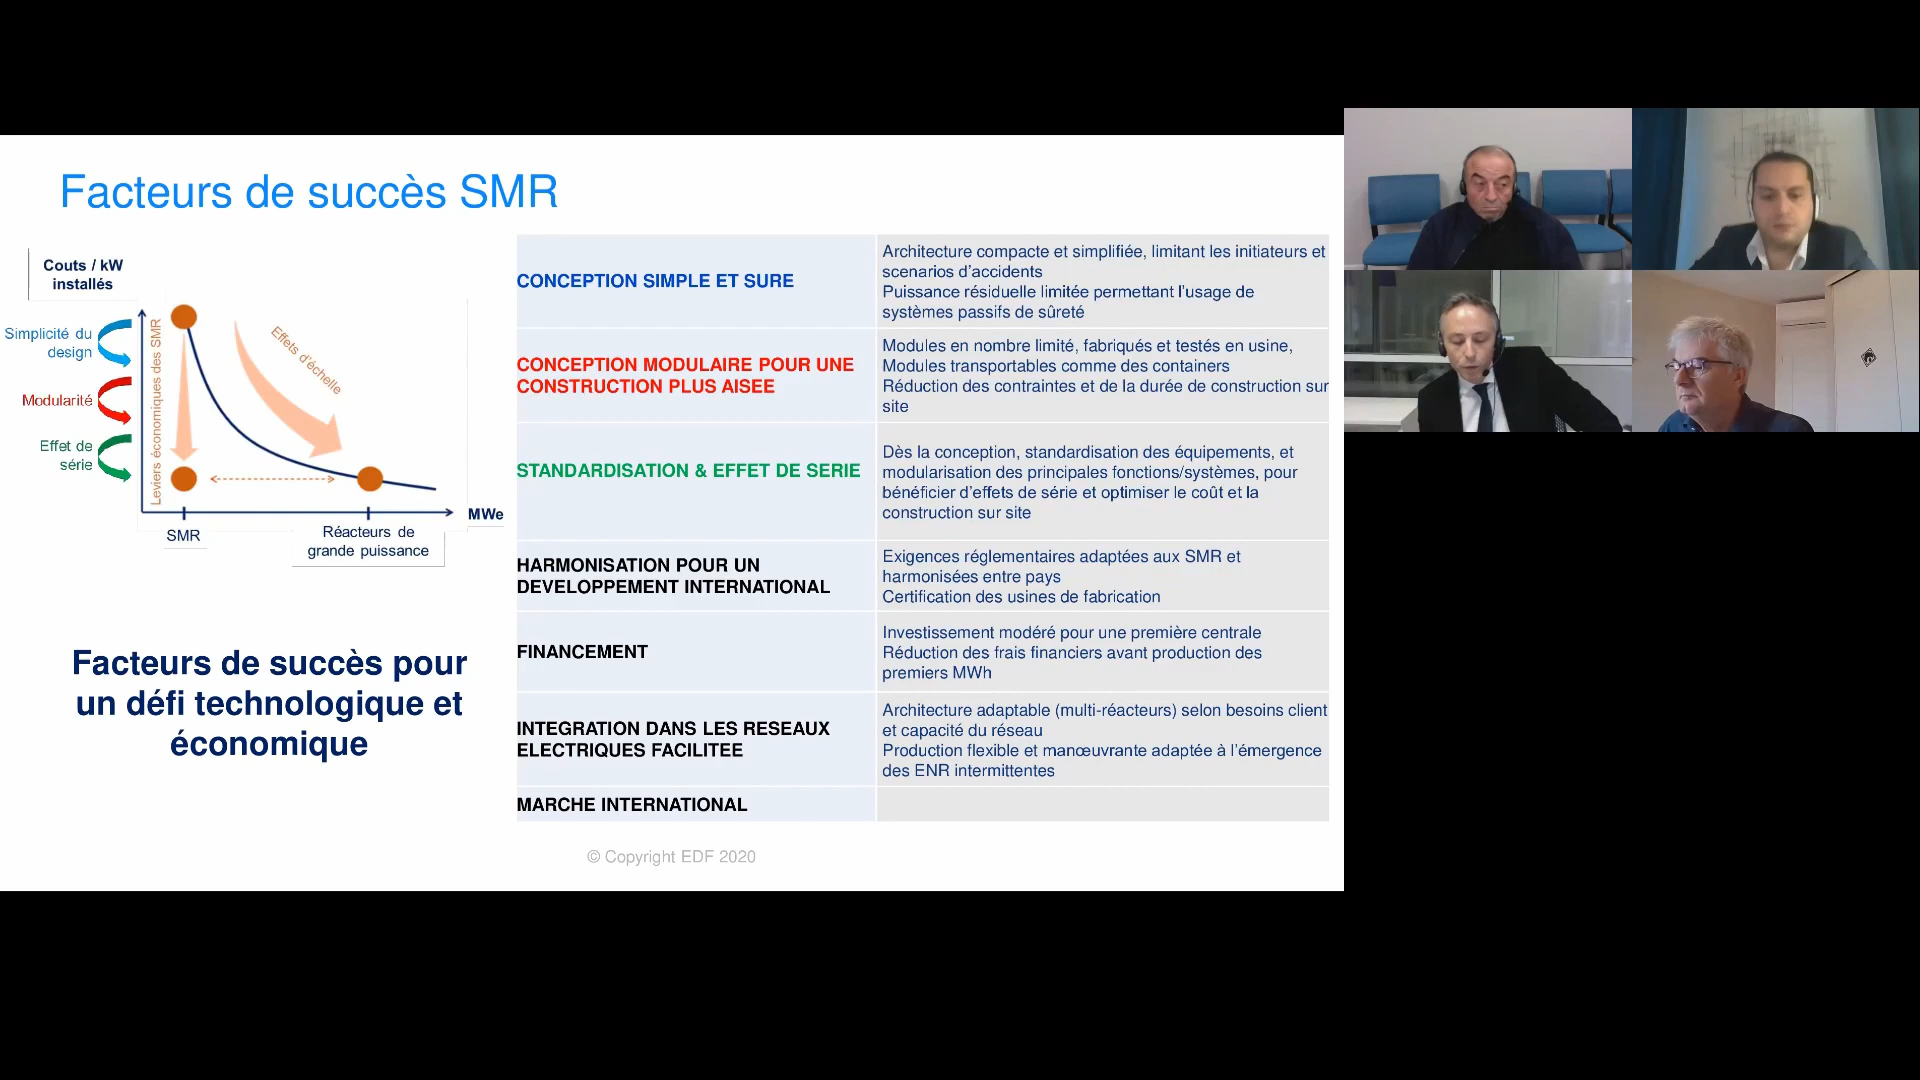 Facteurs de succès SMR
Couts / kW
installés
Simplicité du
design
Modularité
Effet de
série
Leviers économiques des SMR
Effets d'échelle
MWe
SMR
Réacteurs de
grande puissance
Facteurs de succès pour
un défi technologique et
économique
CONCEPTION SIMPLE ET SURE
Architecture compacte et simplifiée, limitant les initiateurs et
scenarios d'accidents
Puissance résiduelle limitée permettant l'usage de
systèmes passifs de sûreté
CONCEPTION MODULAIRE POUR UNE
CONSTRUCTION PLUS AISEE
Modules en nombre limité, fabriqués et testés en usine,
Modules transportables comme des containers
Réduction des contraintes et de la durée de construction sur
site
STANDARDISATION & EFFET DE SERIE
Dès la conception, standardisation des équipements, et
modularisation des principales fonctions/systèmes, pour
bénéficier d'effets de série et optimiser le coût et la
construction sur site
HARMONISATION POUR UN
DEVELOPPEMENT INTERNATIONAL
Exigences réglementaires adaptées aux SMR et
harmonisées entre pays
Certification des usines de fabrication
FINANCEMENT
Investissement modéré pour une première centrale
Réduction des frais financiers avant production des
premiers MWh
INTEGRATION DANS LES RESEAUX
ELECTRIQUES FACILITEE
Architecture adaptable (multi-réacteurs) selon besoins client
et capacité du réseau
Production flexible et manœuvrante adaptée à l'émergence
des ENR intermittentes
MARCHE INTERNATIONAL
© Copyright EDF 2020